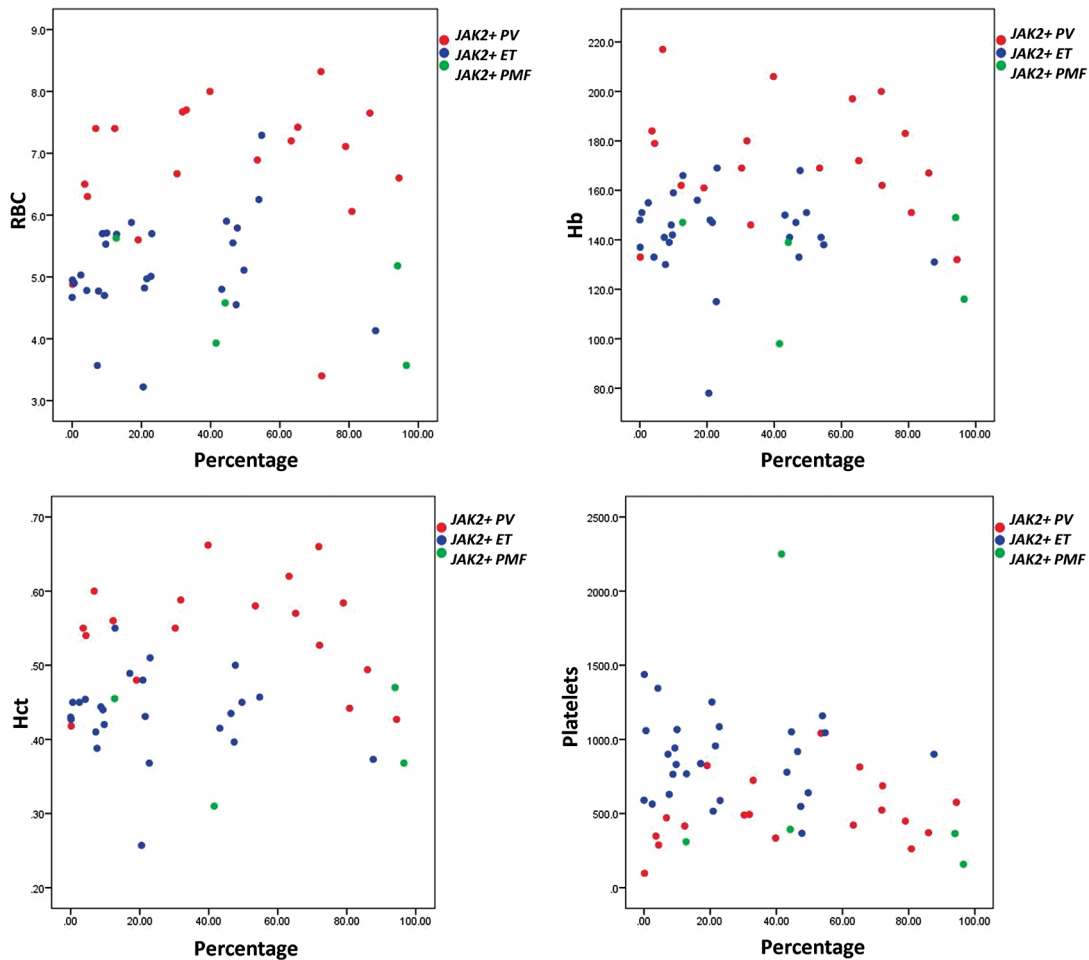 9.0
8.0
7.0
6.0
5.0
4.0
3.0
RBC
.00 20.00 40.00 60.00 80.00 100.00
Percentage
JAK2+ PV
JAK2+ ET
JAK2+ PMF
220.0
200.0
180.0
160.0
140.0
120.0
100.0
80.0
Hb
.00 20.00 40.00 60.00 80.00 100.00
Percentage
JAK2+ PV
JAK2+ ET
JAK2+ PMF
.70
.60
.50
.40
.30
.20
Hct
.00 20.00 40.00 60.00 80.00 100.00
Percentage
JAK2+ PV
JAK2+ ET
JAK2+ PMF
2500.0
2000.0
1500.0
1000.0
500.0
.0
Platelets
.00 20.00 40.00 60.00 80.00 100.00
Percentage
JAK2+ PV
JAK2+ ET
JAK2+ PMF